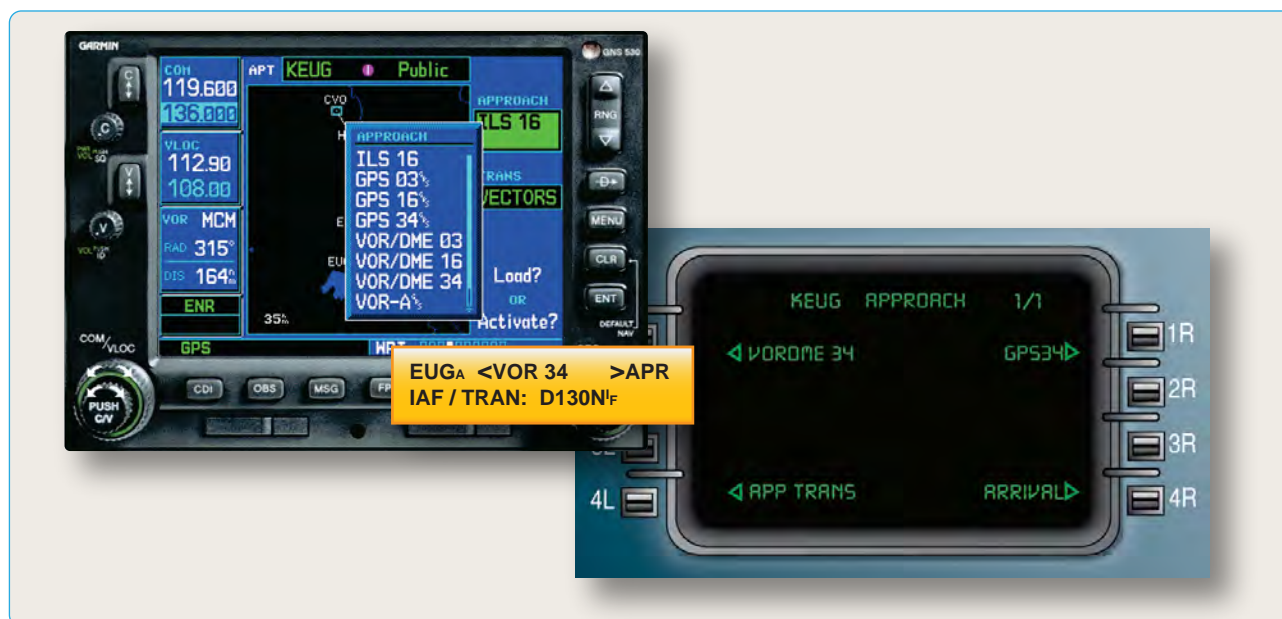 GARMIN
GNS 530
COM
119.600
136.000
VLOC
112.90
108.00
VOR MCM
RAD 315°
DIS 164
ENR
GPS
APT KEUG Public
CVO
H
E
EU
35
APPROACH
ILS 16
GPS 03
GPS 16
GPS 34
VOR/DME 03
VOR/DME 16
VOR/DME 34
VOR-A
APPROACH
ILS 16
TRANS
VECTORS
Load?
OR
Activate?
C
V
COM/VLOC
PUSH C/V
CDI
OBS
MSG
RNG
MENU
CLR
ENT
DEFAULT NAV
EUGA <VOR 34 >APR
IAF / TRAN: D130NIF
KEUG APPROACH 1/1
VORDME 34 GPS34
APP TRANS ARRIVAL
1R
2R
3R
4R
4L